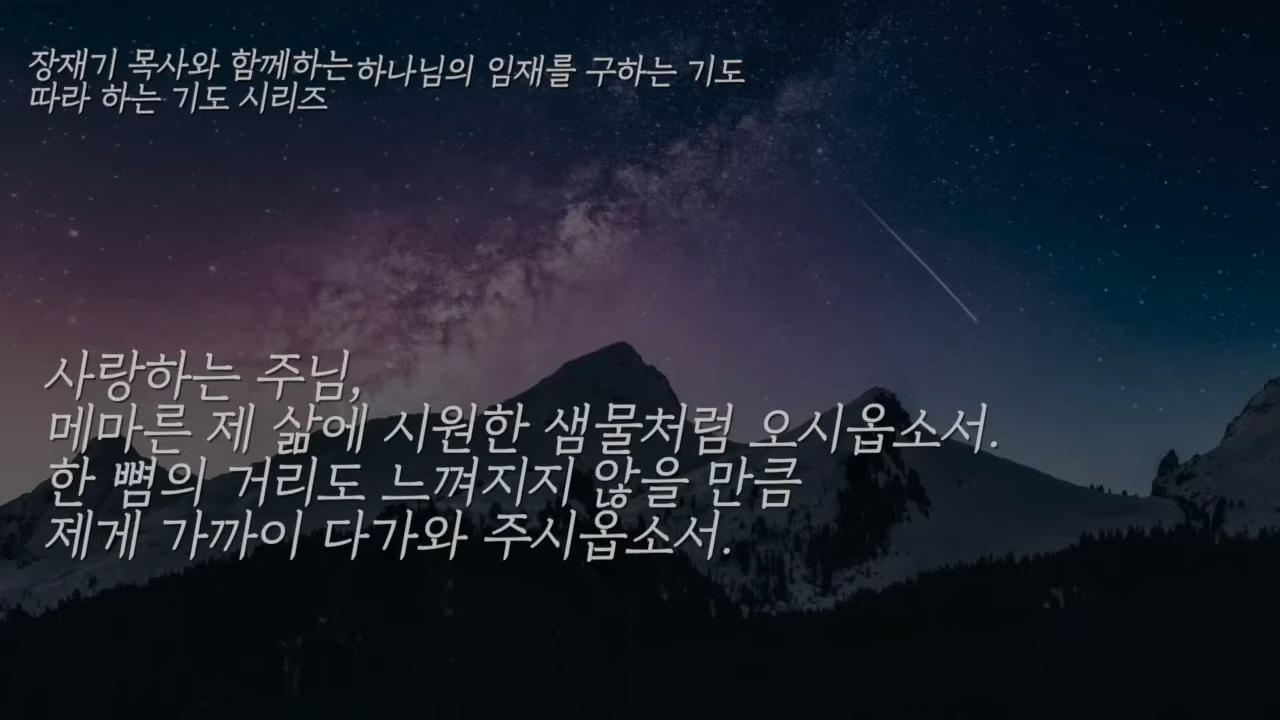 장재기 목사와 함께하는
따라 하는 기도 시리즈
하나님의 임재를 구하는 기도
사랑하는 주님,
메마른 제 삶에 시원한 샘물처럼 오시옵소서.
한 뼘의 거리도 느껴지지 않을 만큼
제게 가까이 다가와 주시옵소서.